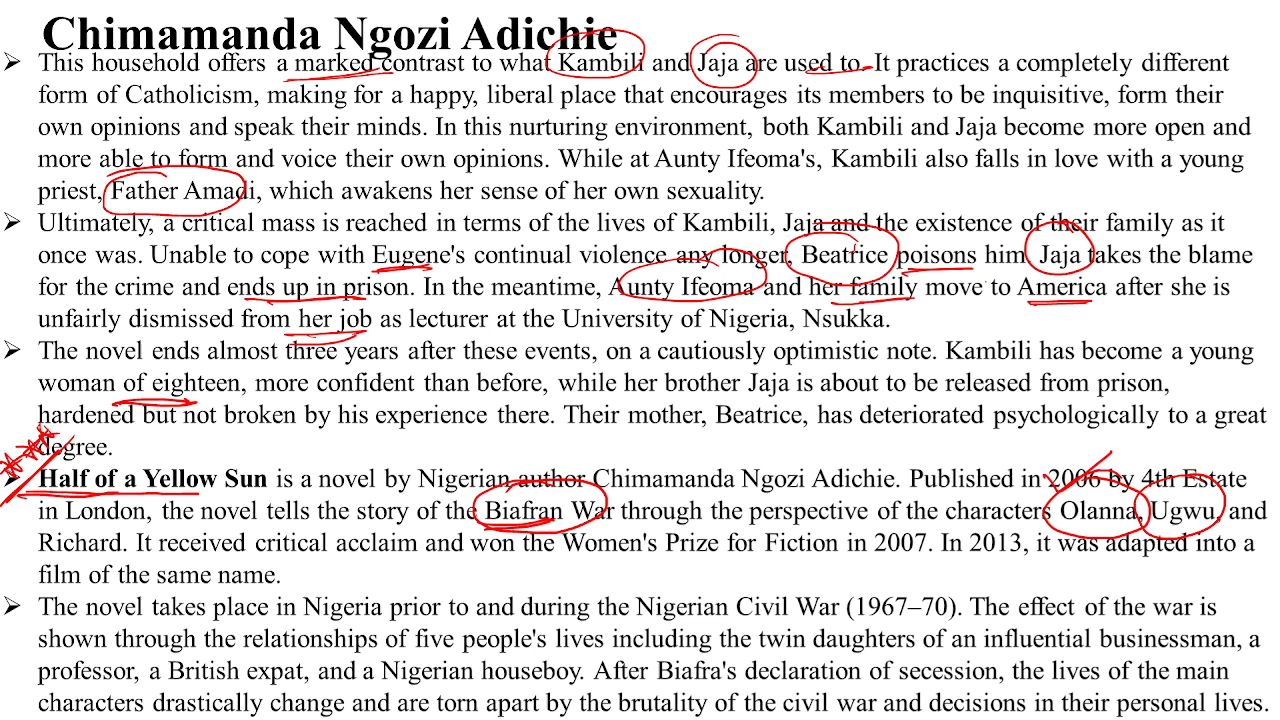 Chimamanda Ngozi Adichie
➢ This household offers a marked contrast to what Kambili and Jaja are used to. It practices a completely different
form of Catholicism, making for a happy, liberal place that encourages its members to be inquisitive, form their
own opinions and speak their minds. In this nurturing environment, both Kambili and Jaja become more open and
more able to form and voice their own opinions. While at Aunty Ifeoma's, Kambili also falls in love with a young
priest, Father Amadi, which awakens her sense of her own sexuality.
➢ Ultimately, a critical mass is reached in terms of the lives of Kambili, Jaja and the existence of their family as it
once was. Unable to cope with Eugene's continual violence any longer, Beatrice poisons him. Jaja takes the blame
for the crime and ends up in prison. In the meantime, Aunty Ifeoma and her family move to America after she is
unfairly dismissed from her job as lecturer at the University of Nigeria, Nsukka.
➢ The novel ends almost three years after these events, on a cautiously optimistic note. Kambili has become a young
woman of eighteen, more confident than before, while her brother Jaja is about to be released from prison,
hardened but not broken by his experience there. Their mother, Beatrice, has deteriorated psychologically to a great
degree.
➢ Half of a Yellow Sun is a novel by Nigerian author Chimamanda Ngozi Adichie. Published in 2006 by 4th Estate
in London, the novel tells the story of the Biafran War through the perspective of the characters Olanna, Ugwu, and
Richard. It received critical acclaim and won the Women's Prize for Fiction in 2007. In 2013, it was adapted into a
film of the same name.
➢ The novel takes place in Nigeria prior to and during the Nigerian Civil War (1967–70). The effect of the war is
shown through the relationships of five people's lives including the twin daughters of an influential businessman, a
professor, a British expat, and a Nigerian houseboy. After Biafra's declaration of secession, the lives of the main
characters drastically change and are torn apart by the brutality of the civil war and decisions in their personal lives.